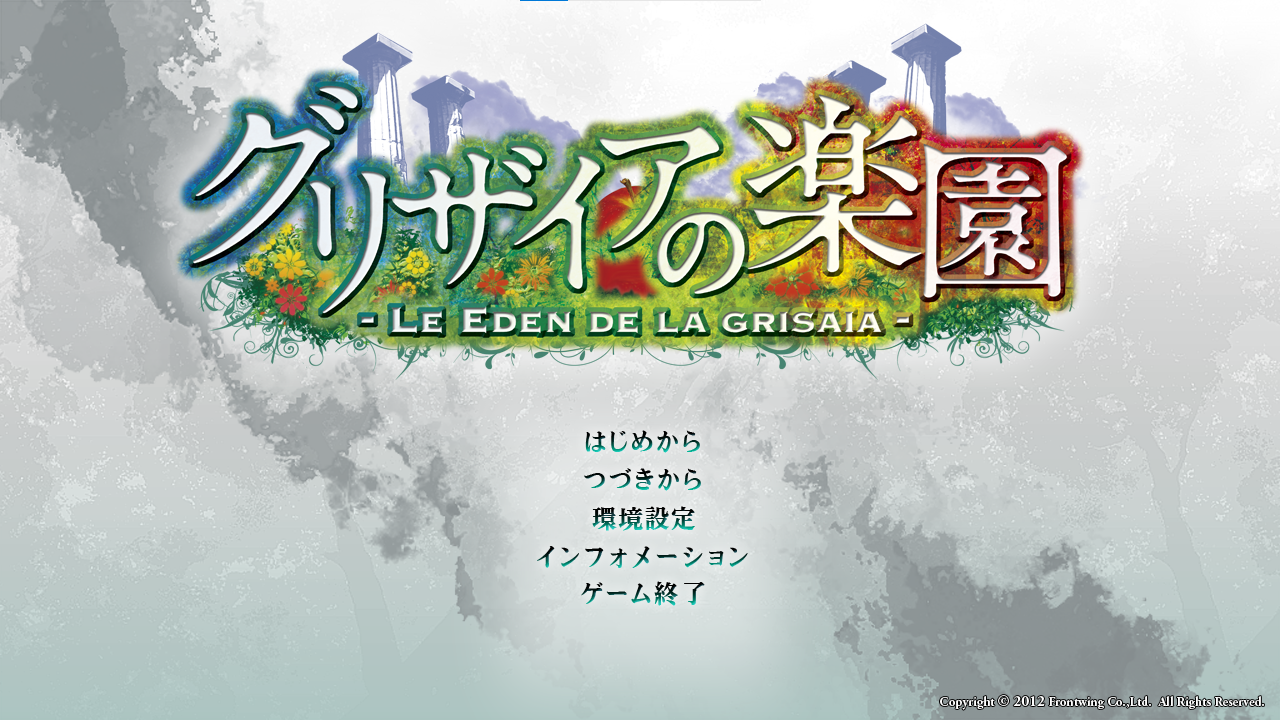 グリザイアの楽園
- LE EDEN DE LA GRISAIA -
はじめから
つづきから
環境設定
インフォメーション
ゲーム終了
Copyright © 2012 Frontwing Co.,Ltd. All Rights Reserved.